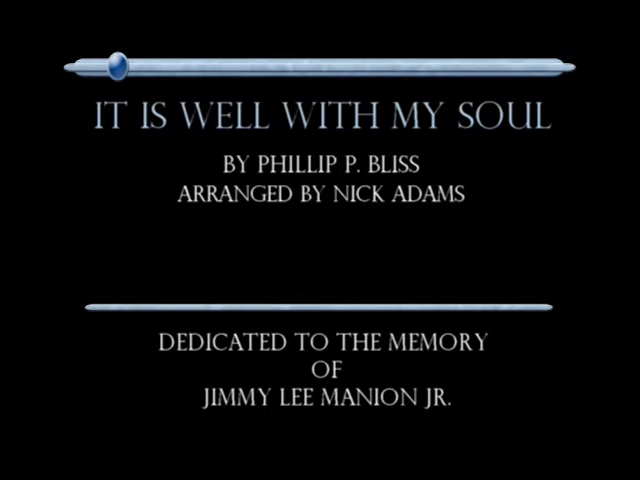 IT IS WELL WITH MY SOUL
BY PHILLIP P. BLISS
ARRANGED BY NICK ADAMS
DEDICATED TO THE MEMORY
OF
JIMMY LEE MANION JR.